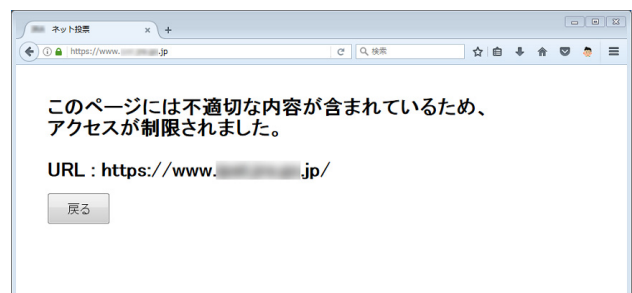 ネット投票
https://www. .jp
検索
このページには不適切な内容が含まれているため、
アクセスが制限されました。
URL : https://www. .jp/
戻る